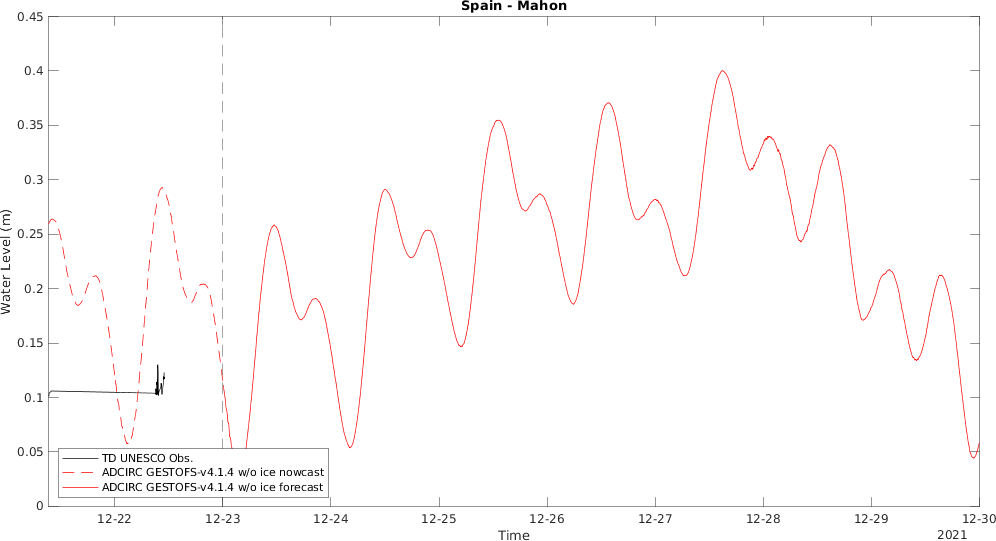 Spain - Mahon
0.45
0.4
0.35
0.3
0.25
0.2
0.15
0.1
0.05
0
Water Level (m)
TD UNESCO Obs.
ADCIRC GESTOFS-v4.1.4 w/o ice nowcast
ADCIRC GESTOFS-v4.1.4 w/o ice forecast
12-22 12-23 12-24 12-25 12-26 12-27 12-28 12-29 12-30
Time
2021